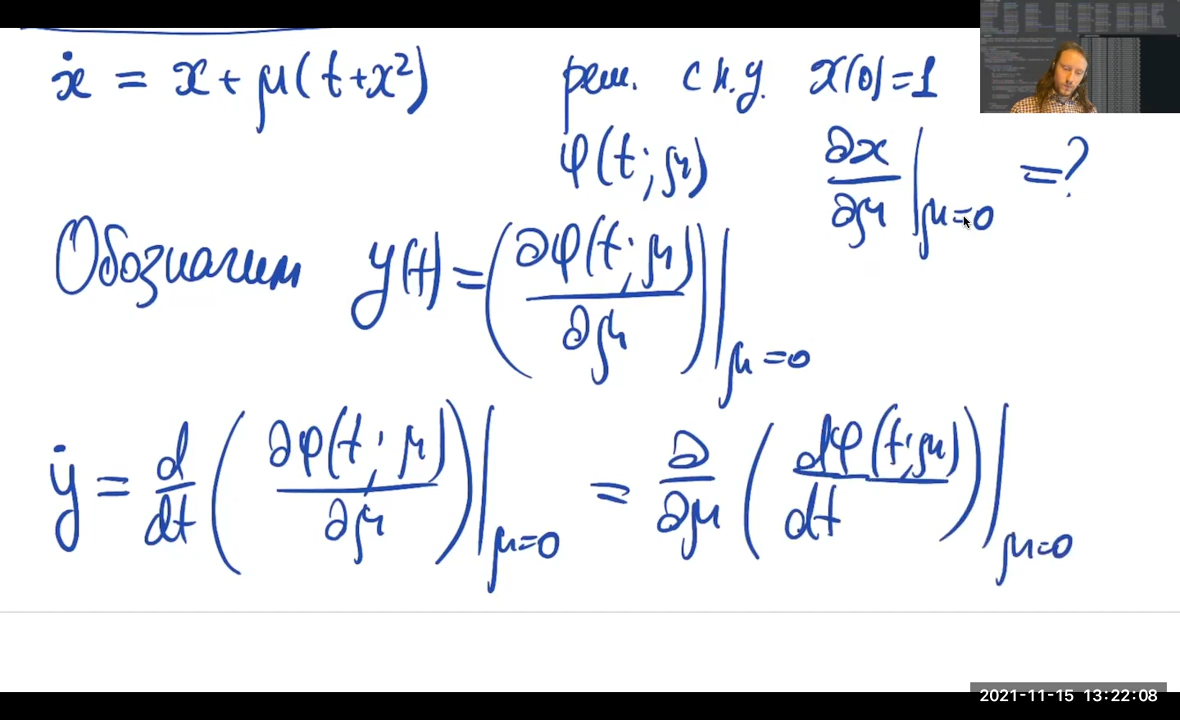 ẋ = x + μ(t+x²) реш. с н.у. x(0)=1
φ(t;μ) ∂x/∂μ |μ=0 =?
Обозначим y(t) = (∂φ(t;μ)/∂μ)|μ=0
ẏ = d/dt (∂φ(t;μ)/∂μ)|μ=0 = ∂/∂μ (dφ(t;μ)/dt)|μ=0
2021-11-15 13:22:08